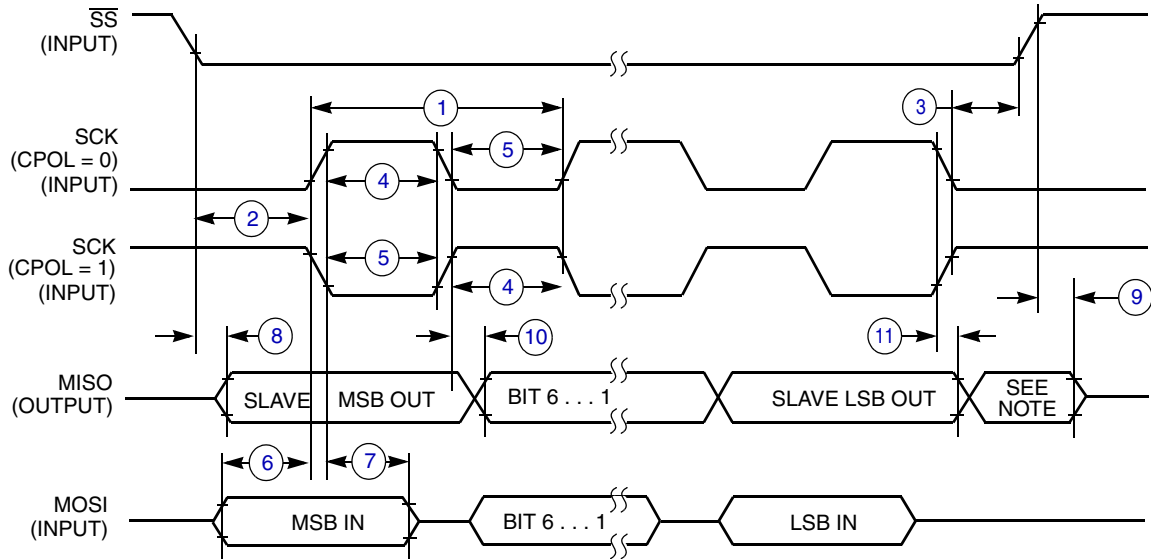 SS
(INPUT)
1
3
SCK
(CPOL = 0)
(INPUT)
5
4
2
SCK
(CPOL = 1)
(INPUT)
5
4
9
8
10
11
MISO
(OUTPUT)
SLAVE MSB OUT
BIT 6 . . . 1
SLAVE LSB OUT
SEE
NOTE
6
7
MOSI
(INPUT)
MSB IN
BIT 6 . . . 1
LSB IN